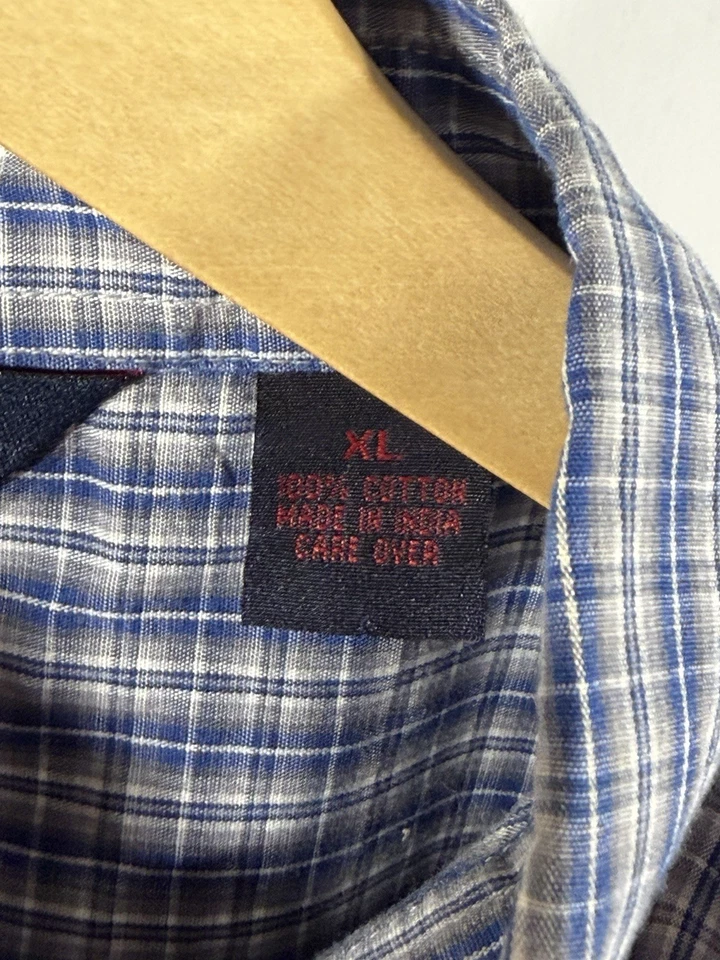 XL
100% COTTON
MADE IN INDIA
CARE OVER